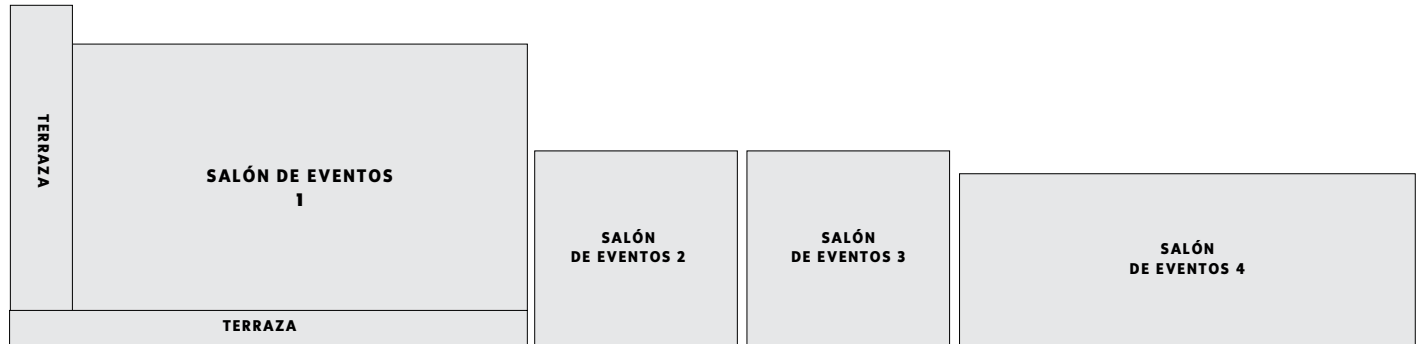 TERRAZA
SALÓN DE EVENTOS
1
SALÓN
DE EVENTOS 2
SALÓN
DE EVENTOS 3
SALÓN
DE EVENTOS 4
TERRAZA